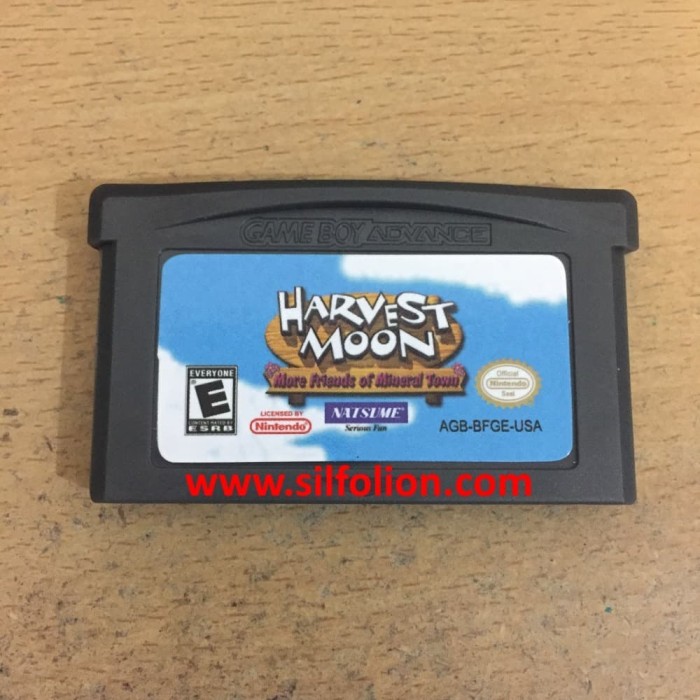 GAME BOY ADVANCE
HARVEST
MOON
More Friends of Mineral Town
EVERYONE
E
CONTENT RATED BY
ESRB
LICENSED BY
Nintendo
NATSUME®
Serious Fun
Official
Nintendo
Seal
AGB-BFGE-USA
www.silfolion.com